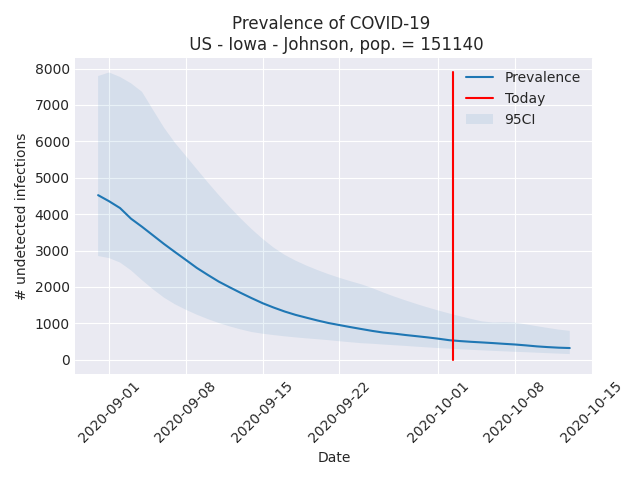 Prevalence of COVID-19
US - Iowa - Johnson, pop. = 151140
8000
7000
6000
5000
4000
3000
2000
1000
0
# undetected infections
Prevalence
Today
95CI
2020-09-01
2020-09-08
2020-09-15
2020-09-22
2020-10-01
2020-10-08
2020-10-15
Date